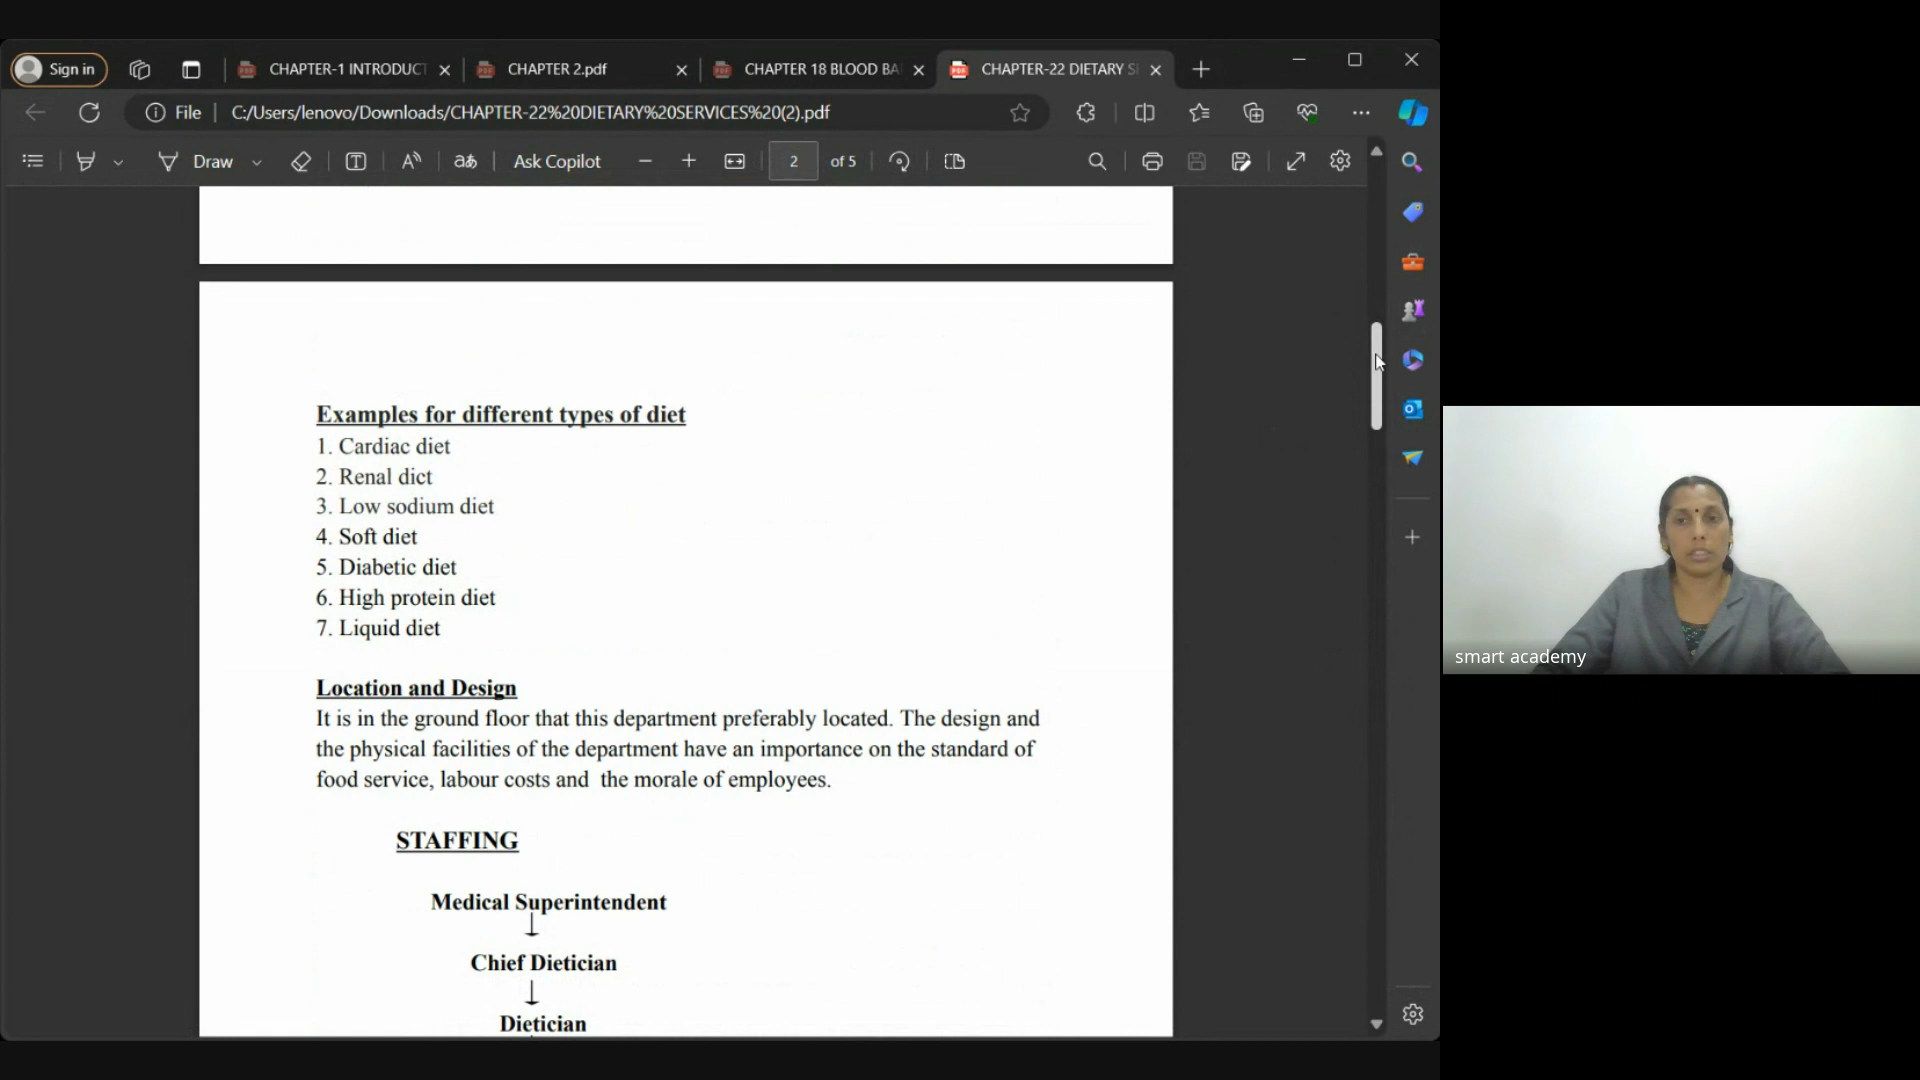 Sign in
CHAPTER-1 INTRODUCT
CHAPTER 2.pdf
CHAPTER 18 BLOOD BA
CHAPTER-22 DIETARY S
File
C:/Users/lenovo/Downloads/CHAPTER-22%20DIETARY%20SERVICES%20(2).pdf
Draw
Ask Copilot
2 of 5
Examples for different types of diet
1. Cardiac diet
2. Renal dict
3. Low sodium diet
4. Soft diet
5. Diabetic diet
6. High protein diet
7. Liquid diet
Location and Design
It is in the ground floor that this department preferably located. The design and
the physical facilities of the department have an importance on the standard of
food service, labour costs and the morale of employees.
STAFFING
Medical Superintendent
Chief Dietician
Dietician
smart academy